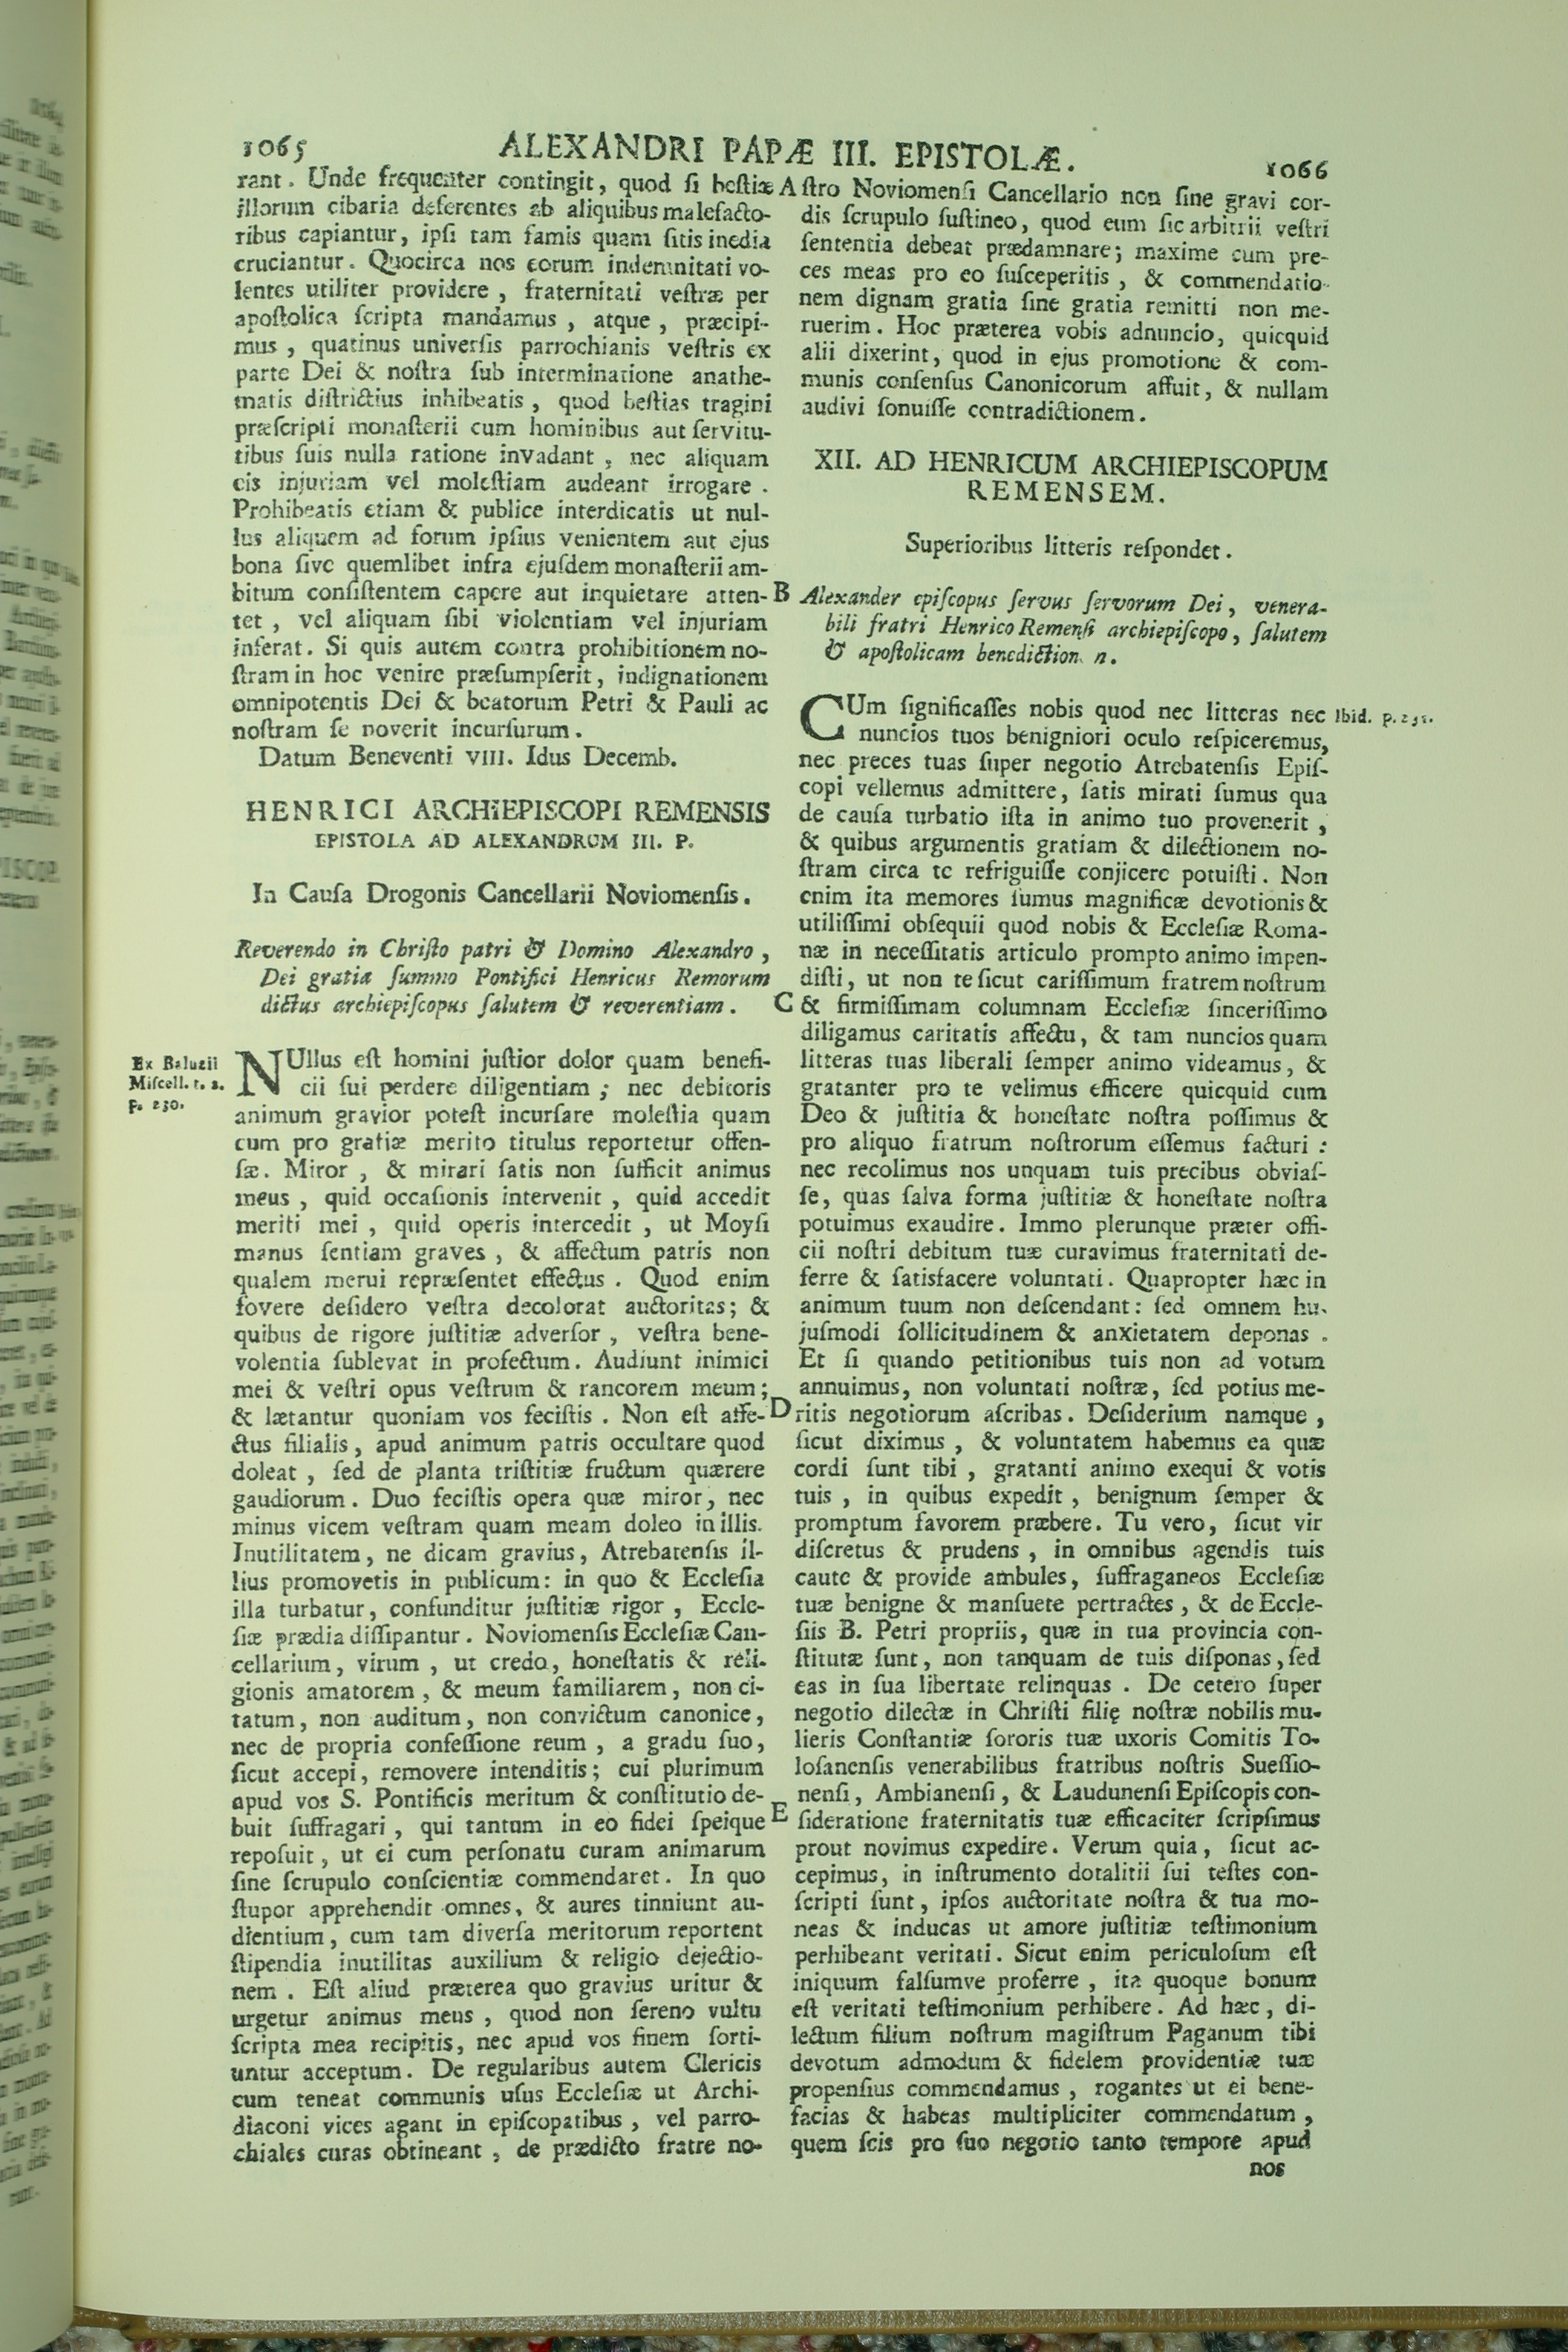 1065
ALEXANDRI PAPÆ III. EPISTOLÆ.
1066
rant. Unde frequenter contingit, quod ſi beſtiæ
illorum cibaria deferentes ab aliquibus malefacto-
ribus capiantur, ipſi tam famis quam ſitis inedia
cruciantur. Quocirca nos eorum indemnitati vo-
lentes utiliter providere, fraternitati veſtræ per
apoſtolica ſcripta mandamus, atque, præcipi-
mus, quatinus univerſis parrochianis veſtris ex
parte Dei & noſtra ſub interminatione anathe-
matis diſtrictius inhibeatis, quod beſtias tragini
præſcripti monaſterii cum hominibus aut ſervitu-
tibus ſuis nulla ratione invadant, nec aliquam
eis injuriam vel moleſtiam audeant irrogare.
Prohibeatis etiam & publice interdicatis ut nul-
lus aliquem ad forum ipſius venientem aut ejus
bona ſive quemlibet infra ejuſdem monaſterii am-
bitum conſiſtentem capere aut inquietare atten-
tet, vel aliquam ſibi violentiam vel injuriam
inferat. Si quis autem contra prohibitionem no-
ſtram in hoc venire præſumpſerit, indignationem
omnipotentis Dei & beatorum Petri & Pauli ac
noſtram ſe noverit incurſurum.
Datum Beneventi VIII. Idus Decemb.
HENRICI ARCHIEPISCOPI REMENSIS
EPISTOLA AD ALEXANDRUM III. P.
In Cauſa Drogonis Cancellarii Noviomenſis.
Reverendo in Chriſto patri & Domino Alexandro,
Dei gratia ſummo Pontifici Henricus Remorum
dictus archiepiſcopus ſalutem & reverentiam.
Ex Baluzii
Miſcell. t. 2.
p. 230.
NUllus eſt homini juſtior dolor quam benefi-
cii ſui perdere diligentiam; nec debitoris
animum gravior poteſt incurſare moleſtia quam
cum pro gratiæ merito titulus reportetur offen-
ſæ. Miror, & mirari ſatis non ſufficit animus
meus, quid occaſionis intervenit, quid accedit
meriti mei, quid operis intercedit, ut Moyſi
manus ſentiam graves, & affectum patris non
qualem merui repræſentet effectus. Quod enim
fovere deſidero veſtra decolorat auctoritas; &
quibus de rigore juſtitiæ adverſor, veſtra bene-
volentia ſublevat in profectum. Audiunt inimici
mei & veſtri opus veſtrum & rancorem meum;
& lætantur quoniam vos feciſtis. Non eſt affe-
ctus filialis, apud animum patris occultare quod
doleat, ſed de planta triſtitiæ fructum quærere
gaudiorum. Duo feciſtis opera quæ miror, nec
minus vicem veſtram quam meam doleo in illis.
Inutilitatem, ne dicam gravius, Atrebatenſis il-
lius promovetis in publicum: in quo & Eccleſia
illa turbatur, confunditur juſtitiæ rigor, Eccle-
ſiæ prædia diſſipantur. Noviomenſis Eccleſiæ Can-
cellarium, virum, ut credo, honeſtatis & reli-
gionis amatorem, & meum familiarem, non ci-
tatum, non auditum, non convictum canonice,
nec de propria confeſſione reum, a gradu ſuo,
ſicut accepi, removere intenditis; cui plurimum
apud vos S. Pontificis meritum & conſtitutio de-
buit ſuffragari, qui tantum in eo fidei ſpeique
repoſuit, ut ei cum perſonatu curam animarum
ſine ſcrupulo conſcientiæ commendaret. In quo
ſtupor apprehendit omnes, & aures tinniunt au-
dientium, cum tam diverſa meritorum reportent
ſtipendia inutilitas auxilium & religio dejectio-
nem. Eſt aliud præterea quo gravius uritur &
urgetur animus meus, quod non ſereno vultu
ſcripta mea recipitis, nec apud vos finem ſorti-
untur acceptum. De regularibus autem Clericis
cum teneat communis uſus Eccleſiæ ut Archi-
diaconi vices agant in epiſcopatibus, vel parro-
chiales curas obtineant, de prædicto fratre no-
A
B
C
D
E
ſtro Noviomenſi Cancellario non ſine gravi cor-
dis ſcrupulo ſuſtineo, quod eum ſic arbitrii veſtri
ſententia debeat prædamnare; maxime cum pre-
ces meas pro eo ſuſceperitis, & commendatio-
nem dignam gratia ſine gratia remitti non me-
ruerim. Hoc præterea vobis adnuncio, quicquid
alii dixerint, quod in ejus promotione & com-
munis conſenſus Canonicorum affuit, & nullam
audivi ſonuiſſe contradictionem.
XII. AD HENRICUM ARCHIEPISCOPUM
REMENSEM.
Superioribus litteris reſpondet.
Alexander epiſcopus ſervus ſervorum Dei, venera-
bili fratri Henrico Remenſi archiepiſcopo, ſalutem
& apoſtolicam benediction n.
CUm ſignificaſſes nobis quod nec litteras nec
Ibid. p. 231.
nuncios tuos benigniori oculo reſpiceremus,
nec preces tuas ſuper negotio Atrebatenſis Epiſ-
copi vellemus admittere, ſatis mirati ſumus qua
de cauſa turbatio iſta in animo tuo provenerit,
& quibus argumentis gratiam & dilectionem no-
ſtram circa te refriguiſſe conjicere potuiſti. Non
enim ita memores ſumus magnificæ devotionis &
utiliſſimi obſequii quod nobis & Eccleſiæ Roma-
næ in neceſſitatis articulo prompto animo impen-
diſti, ut non te ſicut cariſſimum fratrem noſtrum
& firmiſſimam columnam Eccleſiæ ſinceriſſimo
diligamus caritatis affectu, & tam nuncios quam
litteras tuas liberali ſemper animo videamus, &
gratanter pro te velimus efficere quicquid cum
Deo & juſtitia & honeſtate noſtra poſſimus &
pro aliquo fratrum noſtrorum eſſemus facturi:
nec recolimus nos unquam tuis precibus obviaſ-
ſe, quas ſalva forma juſtitiæ & honeſtate noſtra
potuimus exaudire. Immo plerunque præter offi-
cii noſtri debitum tuæ curavimus fraternitati de-
ferre & ſatisfacere voluntati. Quapropter hæc in
animum tuum non deſcendant: ſed omnem hu-
juſmodi ſollicitudinem & anxietatem deponas.
Et ſi quando petitionibus tuis non ad votum
annuimus, non voluntati noſtræ, ſed potius me-
ritis negotiorum aſcribas. Deſiderium namque,
ſicut diximus, & voluntatem habemus ea quæ
cordi ſunt tibi, gratanti animo exequi & votis
tuis, in quibus expedit, benignum ſemper &
promptum favorem præbere. Tu vero, ſicut vir
diſcretus & prudens, in omnibus agendis tuis
caute & provide ambules, ſuffraganeos Eccleſiæ
tuæ benigne & manſuete pertractes, & de Eccle-
ſiis B. Petri propriis, quæ in tua provincia con-
ſtitutæ ſunt, non tanquam de tuis diſponas, ſed
eas in ſua libertate relinquas. De cetero ſuper
negotio dilectæ in Chriſti filię noſtræ nobilis mu-
lieris Conſtantiæ ſororis tuæ uxoris Comitis To-
loſanenſis venerabilibus fratribus noſtris Sueſſio-
nenſi, Ambianenſi, & Laudunenſi Epiſcopis con-
ſideratione fraternitatis tuæ efficaciter ſcripſimus
prout novimus expedire. Verum quia, ſicut ac-
cepimus, in inſtrumento dotalitii ſui teſtes con-
ſcripti ſunt, ipſos auctoritate noſtra & tua mo-
neas & inducas ut amore juſtitiæ teſtimonium
perhibeant veritati. Sicut enim periculoſum eſt
iniquum falſumve proferre, ita quoque bonum
eſt veritati teſtimonium perhibere. Ad hæc, di-
lectum filium noſtrum magiſtrum Paganum tibi
devotum admodum & fidelem providentiæ tuæ
propenſius commendamus, rogantes ut ei bene-
facias & habeas multipliciter commendatum,
quem ſcis pro ſuo negotio tanto tempore apud
nos